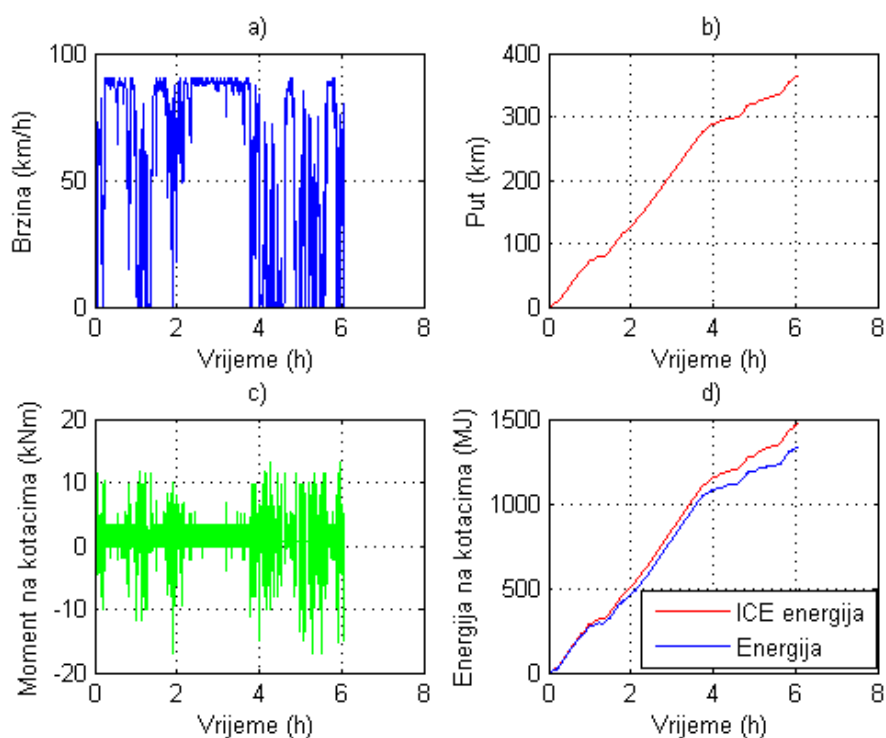 a)
100
50
0
Brzina (km/h)
0 2 4 6 8
Vrijeme (h)
b)
400
300
200
100
0
Put (km)
0 2 4 6 8
Vrijeme (h)
c)
20
10
0
-10
-20
Moment na kotacima (kNm)
0 2 4 6 8
Vrijeme (h)
d)
1500
1000
500
0
Energija na kotacima (MJ)
ICE energija
Energija
0 2 4 6 8
Vrijeme (h)